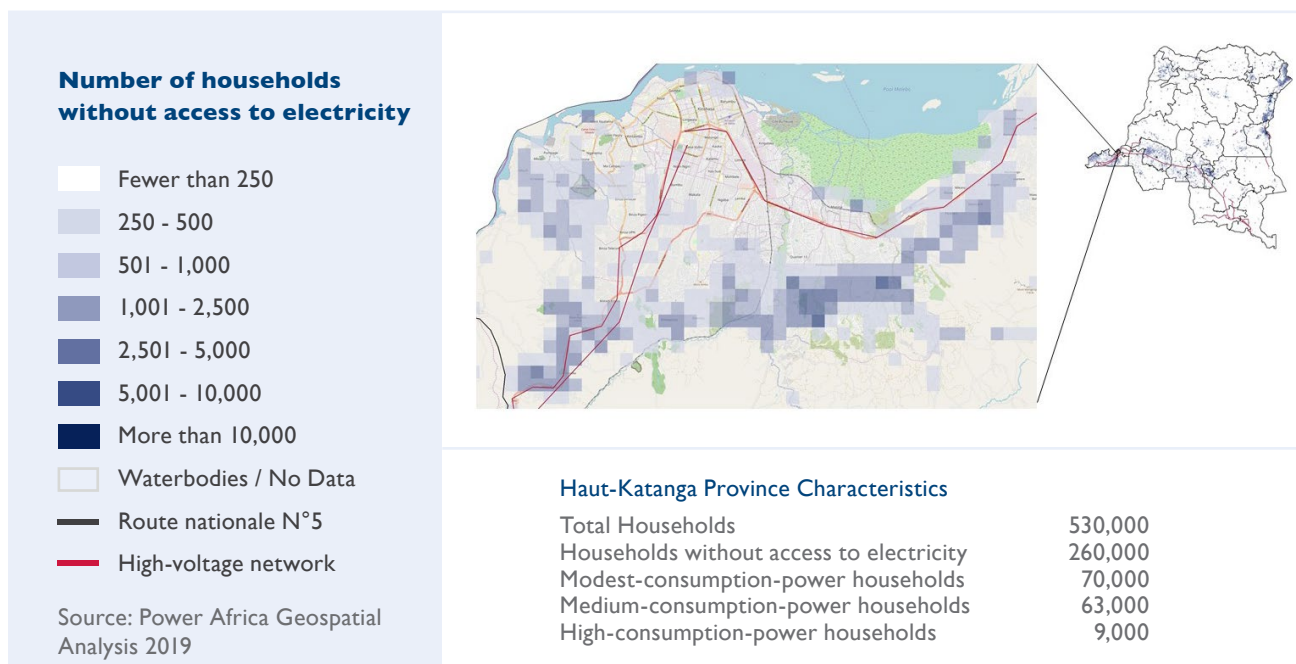 Number of households
without access to electricity
Fewer than 250
250 - 500
501 - 1,000
1,001 - 2,500
2,501 - 5,000
5,001 - 10,000
More than 10,000
Waterbodies / No Data
Route nationale N°5
High-voltage network
Source: Power Africa Geospatial
Analysis 2019
Haut-Katanga Province Characteristics
Total Households 530,000
Households without access to electricity 260,000
Modest-consumption-power households 70,000
Medium-consumption-power households 63,000
High-consumption-power households 9,000